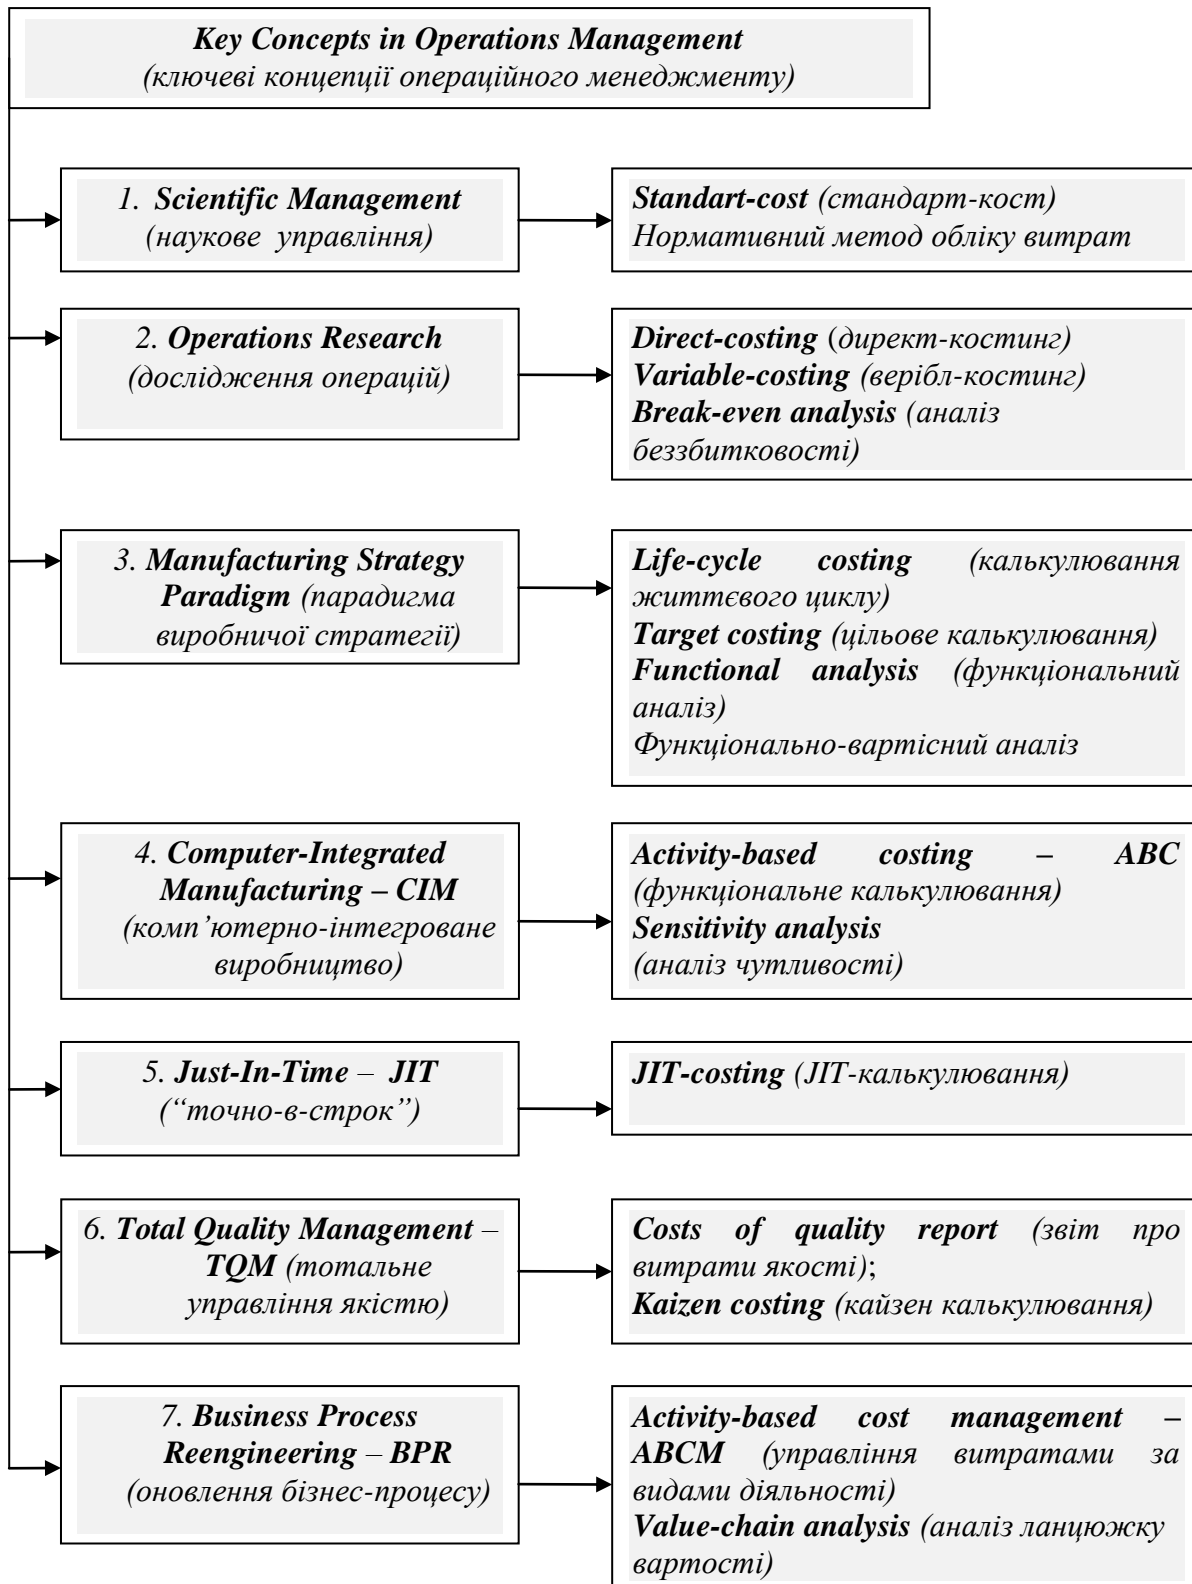 Key Concepts in Operations Management
(ключеві концепції операційного менеджменту)
1. Scientific Management
(наукове управління)
Standart-cost (стандарт-кост)
Нормативний метод обліку витрат
2. Operations Research
(дослідження операцій)
Direct-costing (директ-костинг)
Variable-costing (верібл-костинг)
Break-even analysis (аналіз
беззбитковості)
3. Manufacturing Strategy
Paradigm (парадигма
виробничої стратегії)
Life-cycle costing (калькулювання
життєвого циклу)
Target costing (цільове калькулювання)
Functional analysis (функціональний
аналіз)
Функціонально-вартісний аналіз
4. Computer-Integrated
Manufacturing – CIM
(комп’ютерно-інтегроване
виробництво)
Activity-based costing – ABC
(функціональне калькулювання)
Sensitivity analysis
(аналіз чутливості)
5. Just-In-Time – JIT
(“точно-в-строк”)
JIT-costing (JIT-калькулювання)
6. Total Quality Management –
TQM (тотальне
управління якістю)
Costs of quality report (звіт про
витрати якості);
Kaizen costing (кайзен калькулювання)
7. Business Process
Reengineering – BPR
(оновлення бізнес-процесу)
Activity-based cost management –
ABCM (управління витратами за
видами діяльності)
Value-chain analysis (аналіз ланцюжку
вартості)